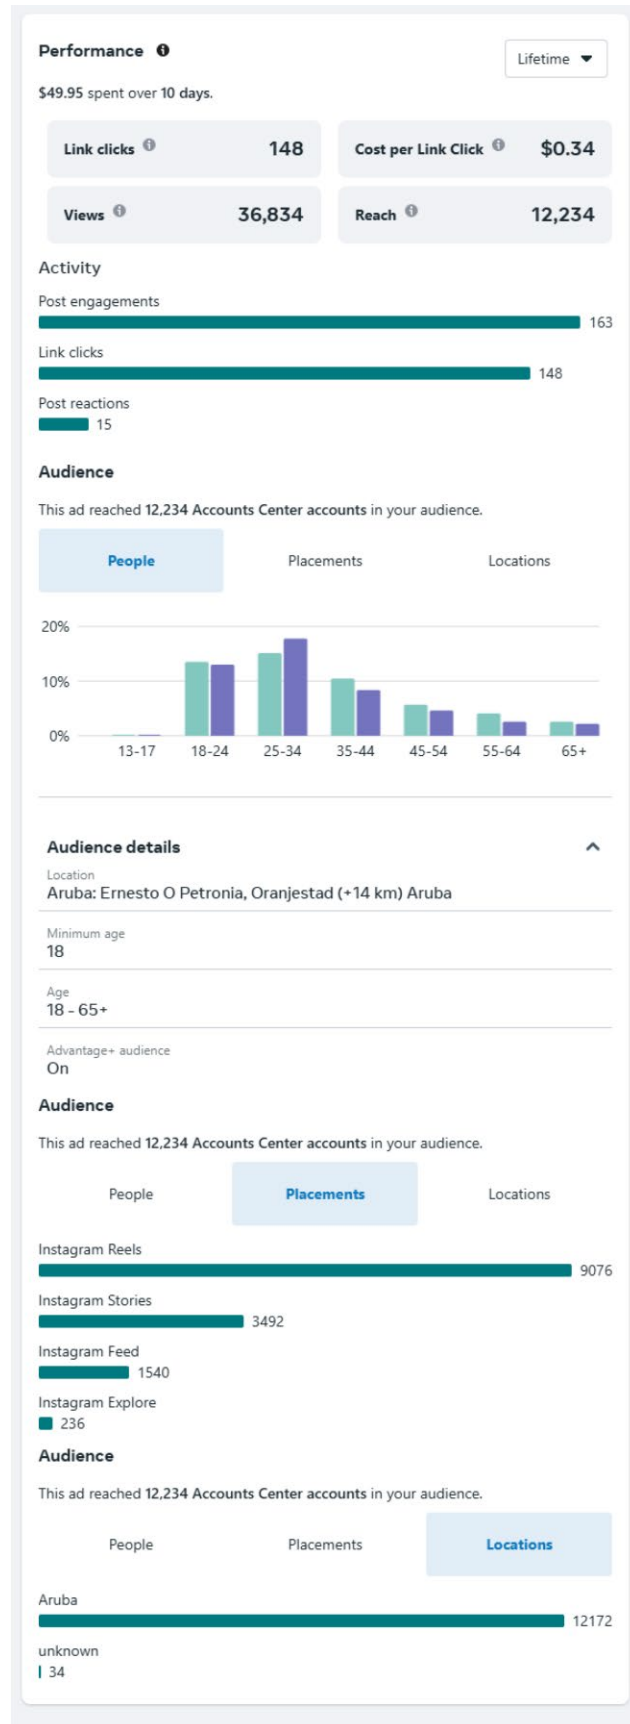 Performance
Lifetime
$49.95 spent over 10 days.
Link clicks 148
Cost per Link Click $0.34
Views 36,834
Reach 12,234
Activity
Post engagements
163
Link clicks
148
Post reactions
15
Audience
This ad reached 12,234 Accounts Center accounts in your audience.
People Placements Locations
20%
10%
0%
13-17 18-24 25-34 35-44 45-54 55-64 65+
Audience details
Location
Aruba: Ernesto O Petronia, Oranjestad (+14 km) Aruba
Minimum age
18
Age
18 - 65+
Advantage+ audience
On
Audience
This ad reached 12,234 Accounts Center accounts in your audience.
People Placements Locations
Instagram Reels
9076
Instagram Stories
3492
Instagram Feed
1540
Instagram Explore
236
Audience
This ad reached 12,234 Accounts Center accounts in your audience.
People Placements Locations
Aruba
12172
unknown
34